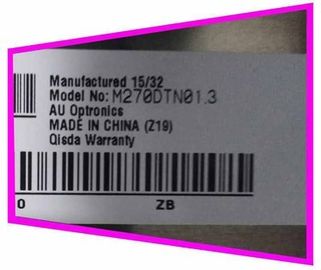 Manufactured 15/32
Model No: M270DTN01.3
AU Optronics
MADE IN CHINA (Z19)
Qisda Warranty
0 ZB